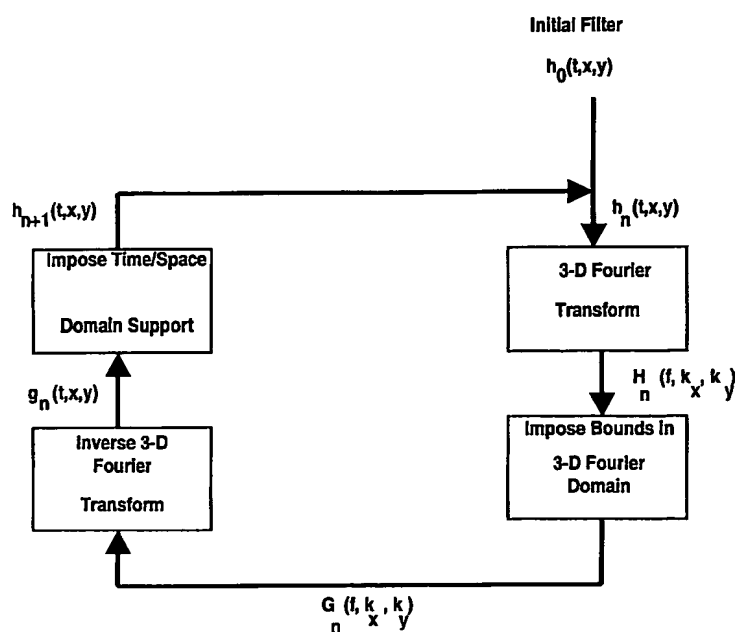 Initial Filter
h0(t,x,y)
hn+1(t,x,y)
hn(t,x,y)
Impose Time/Space
Domain Support
3-D Fourier
Transform
gn(t,x,y)
Hn (f, kx, ky)
Inverse 3-D
Fourier
Transform
Impose Bounds in
3-D Fourier
Domain
Gn (f, kx, ky)